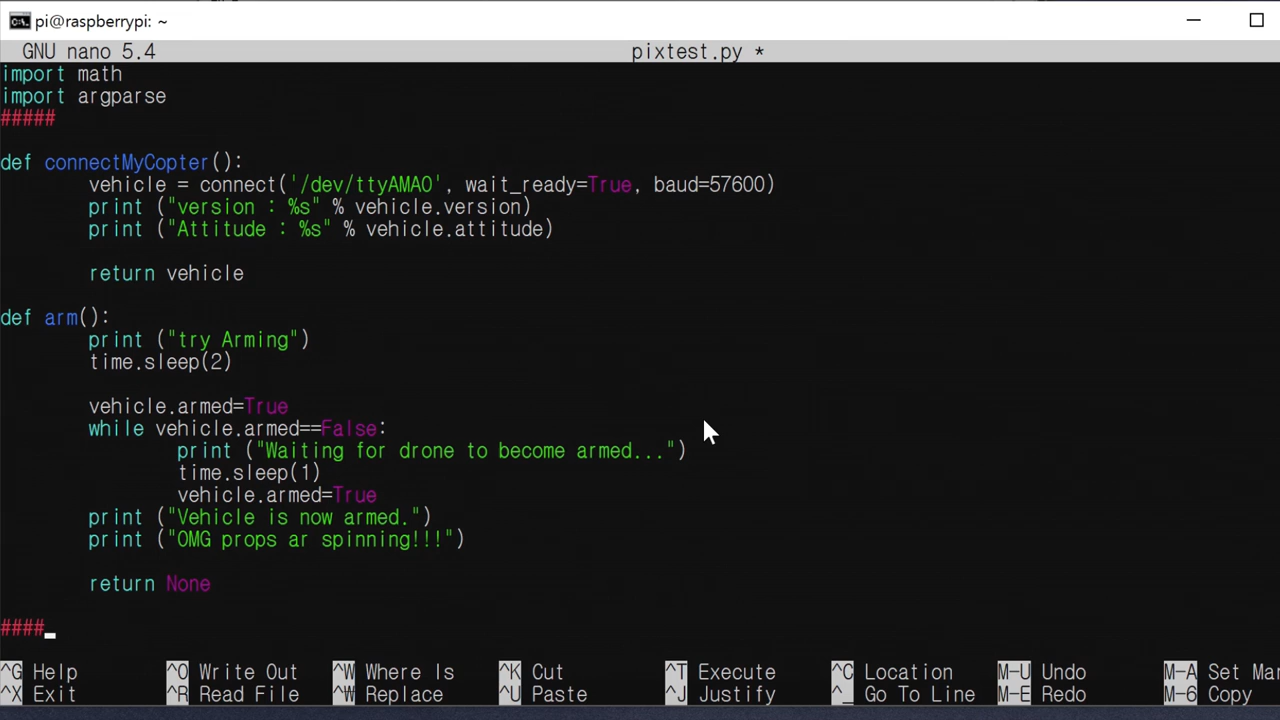 pi@raspberrypi: ~
GNU nano 5.4 pixtest.py *
import math
import argparse
#####
def connectMyCopter():
vehicle = connect('/dev/ttyAMAO', wait_ready=True, baud=57600)
print ("version : %s" % vehicle.version)
print ("Attitude : %s" % vehicle.attitude)
return vehicle
def arm():
print ("try Arming")
time.sleep(2)
vehicle.armed=True
while vehicle.armed==False:
print ("Waiting for drone to become armed...")
time.sleep(1)
vehicle.armed=True
print ("Vehicle is now armed.")
print ("OMG props ar spinning!!!")
return None
####
^G Help ^O Write Out ^W Where Is ^K Cut ^T Execute ^C Location M-U Undo M-A Set Mar
^X Exit ^R Read File ^\ Replace ^U Paste ^J Justify ^_ Go To Line M-E Redo M-6 Copy